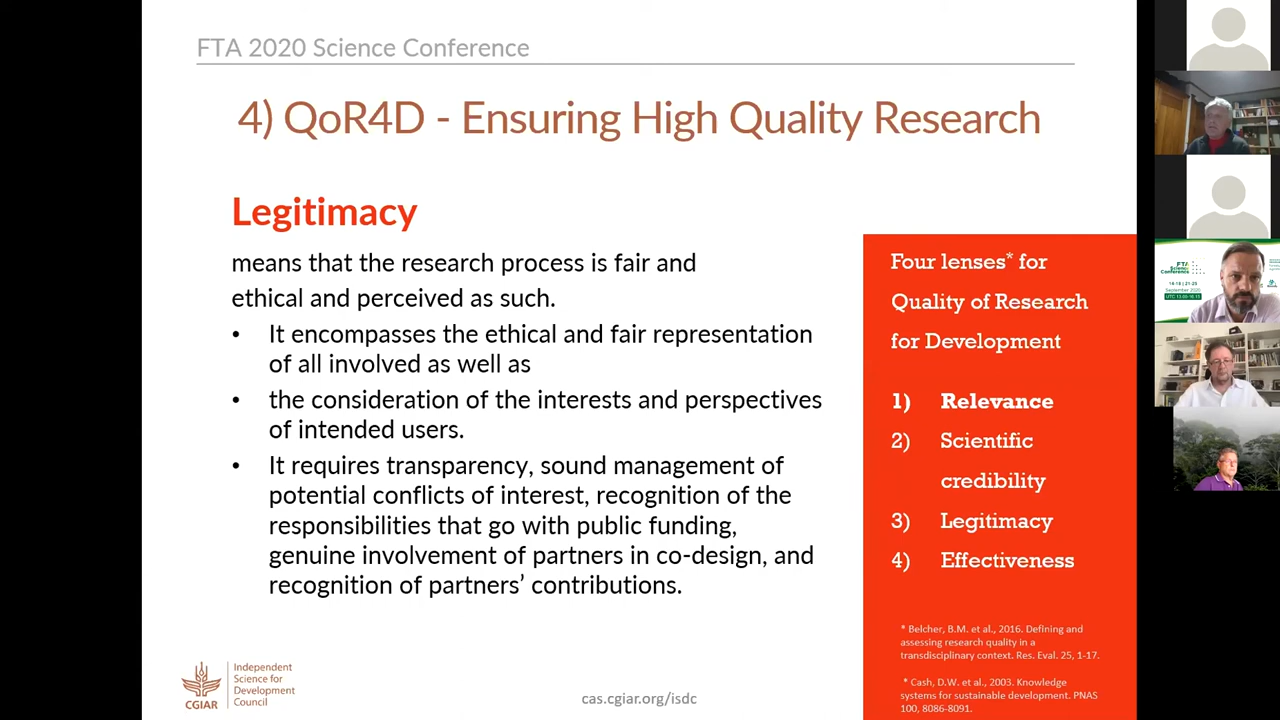 FTA 2020 Science Conference
4) QoR4D - Ensuring High Quality Research
Legitimacy
means that the research process is fair and
ethical and perceived as such.
• It encompasses the ethical and fair representation
of all involved as well as
• the consideration of the interests and perspectives
of intended users.
• It requires transparency, sound management of
potential conflicts of interest, recognition of the
responsibilities that go with public funding,
genuine involvement of partners in co-design, and
recognition of partners’ contributions.
Four lenses* for
Quality of Research
for Development
1) Relevance
2) Scientific
credibility
3) Legitimacy
4) Effectiveness
* Belcher, B.M. et al., 2016. Defining and
assessing research quality in a
transdisciplinary context. Res. Eval. 25, 1-17.
* Cash, D.W. et al., 2003. Knowledge
systems for sustainable development. PNAS
100, 8086-8091.
CGIAR
Independent
Science for
Development
Council
cas.cgiar.org/isdc
FTA
Science
Conference
September 2020